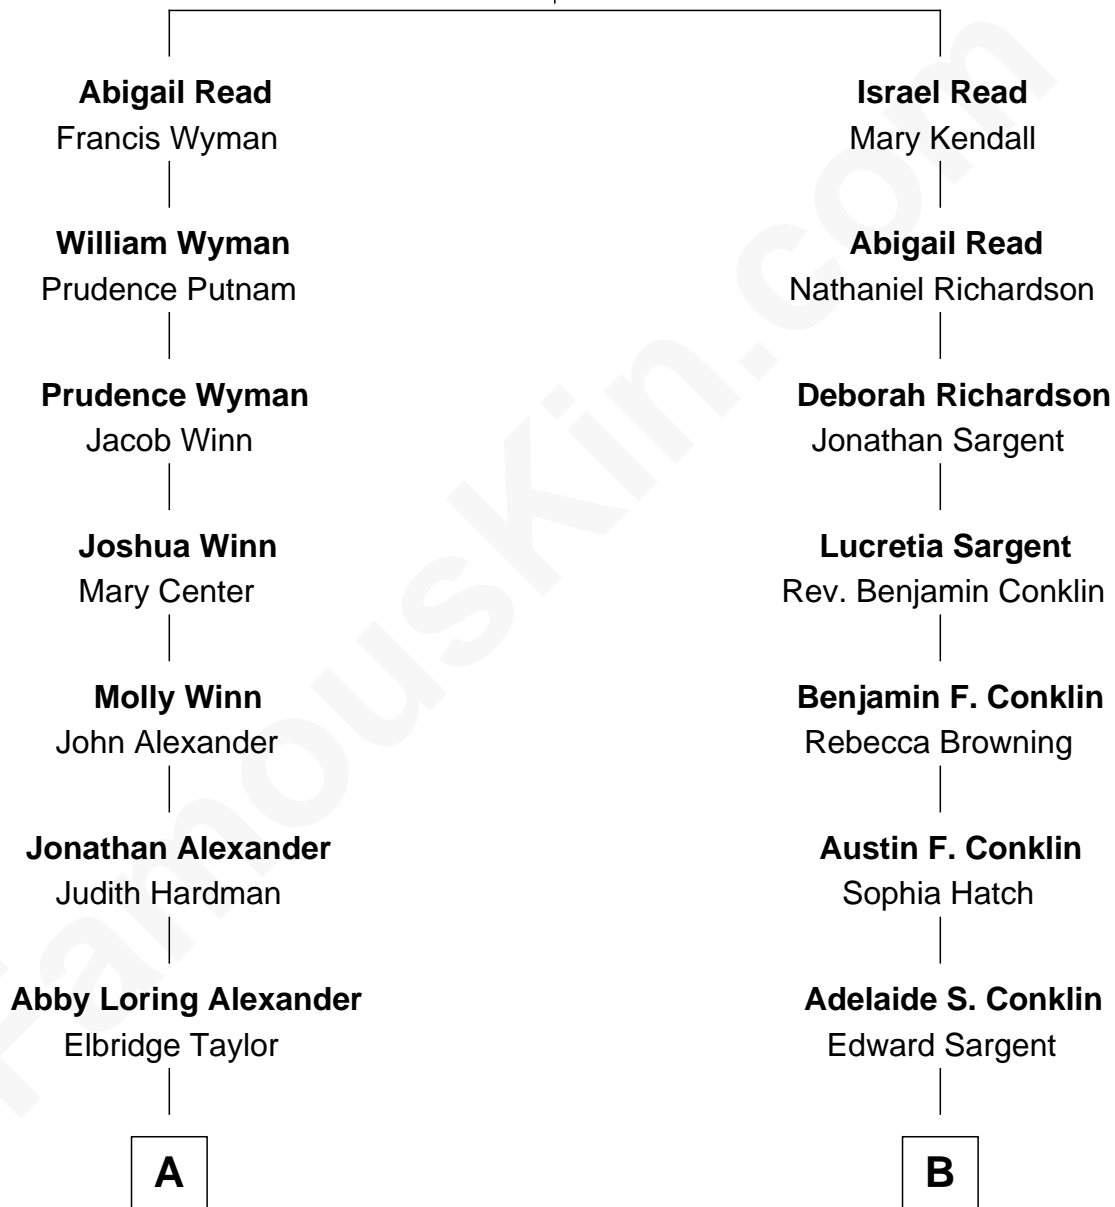 Abigail Read
Francis Wyman
William Wyman
Prudence Putnam
Prudence Wyman
Jacob Winn
Joshua Winn
Mary Center
Molly Winn
John Alexander
Jonathan Alexander
Judith Hardman
Abby Loring Alexander
Elbridge Taylor
A
Israel Read
Mary Kendall
Abigail Read
Nathaniel Richardson
Deborah Richardson
Jonathan Sargent
Lucretia Sargent
Rev. Benjamin Conklin
Benjamin F. Conklin
Rebecca Browning
Austin F. Conklin
Sophia Hatch
Adelaide S. Conklin
Edward Sargent
B
FamousKin.com